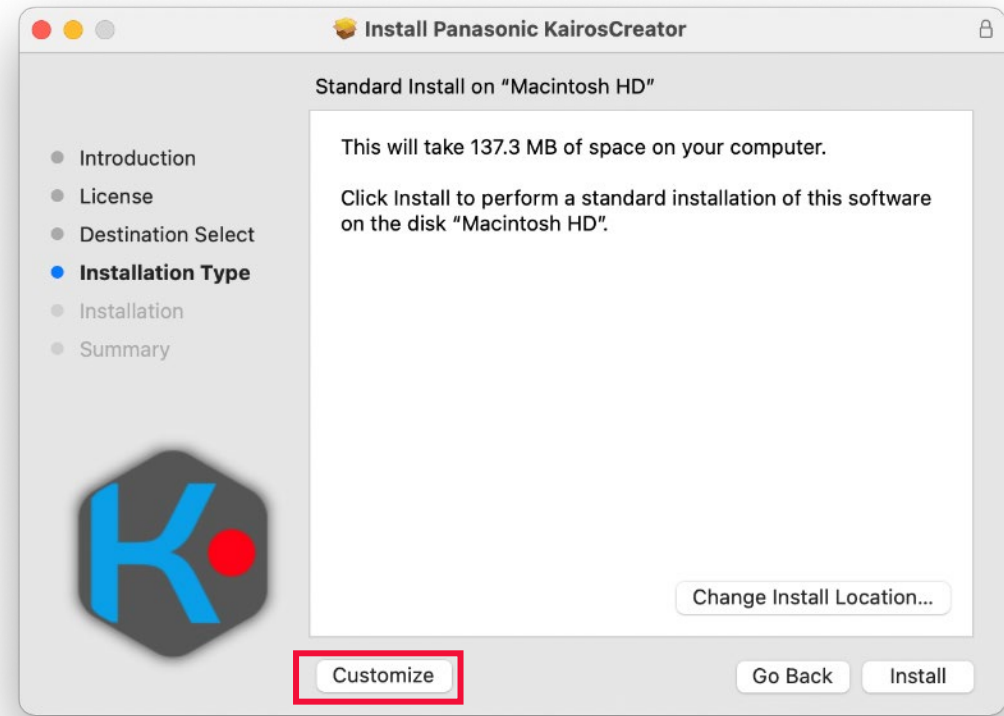 Install Panasonic KairosCreator
Standard Install on “Macintosh HD”
Introduction
License
Destination Select
Installation Type
Installation
Summary
This will take 137.3 MB of space on your computer.
Click Install to perform a standard installation of this software
on the disk “Macintosh HD”.
K
Change Install Location...
Customize
Go Back
Install